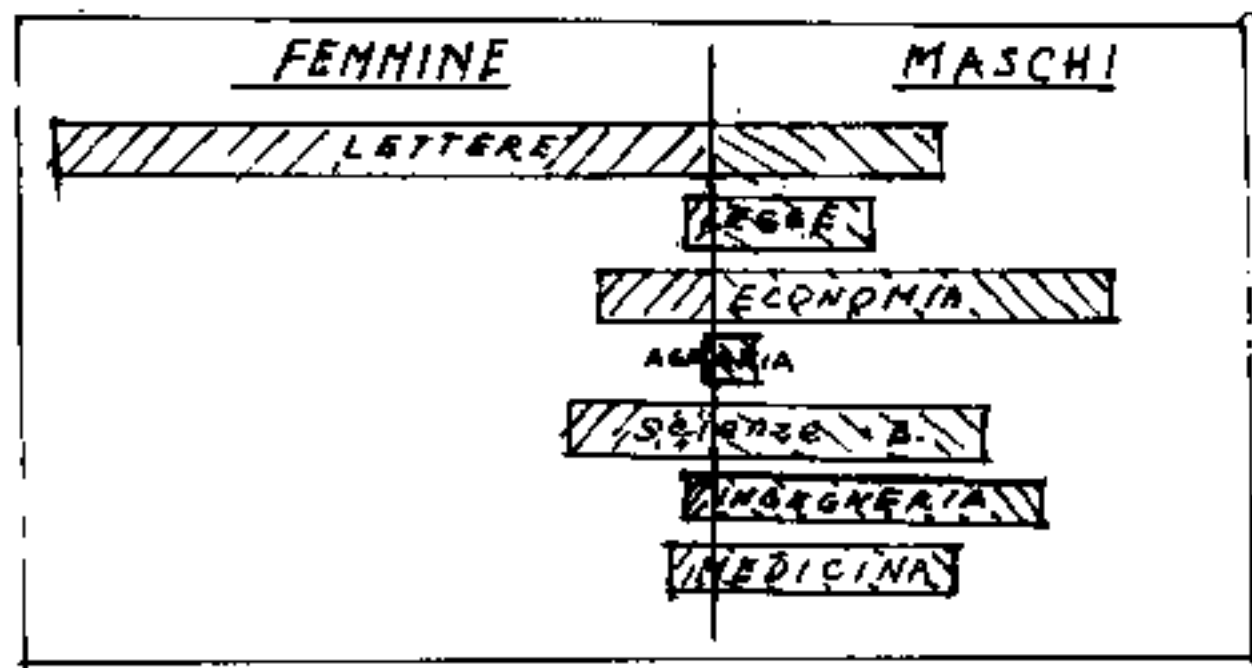 FEMMINE MASCHI
LETTERE
LEGGE
ECONOMIA
AGRARIA
Scienze B.
INGEGNERIA
MEDICINA